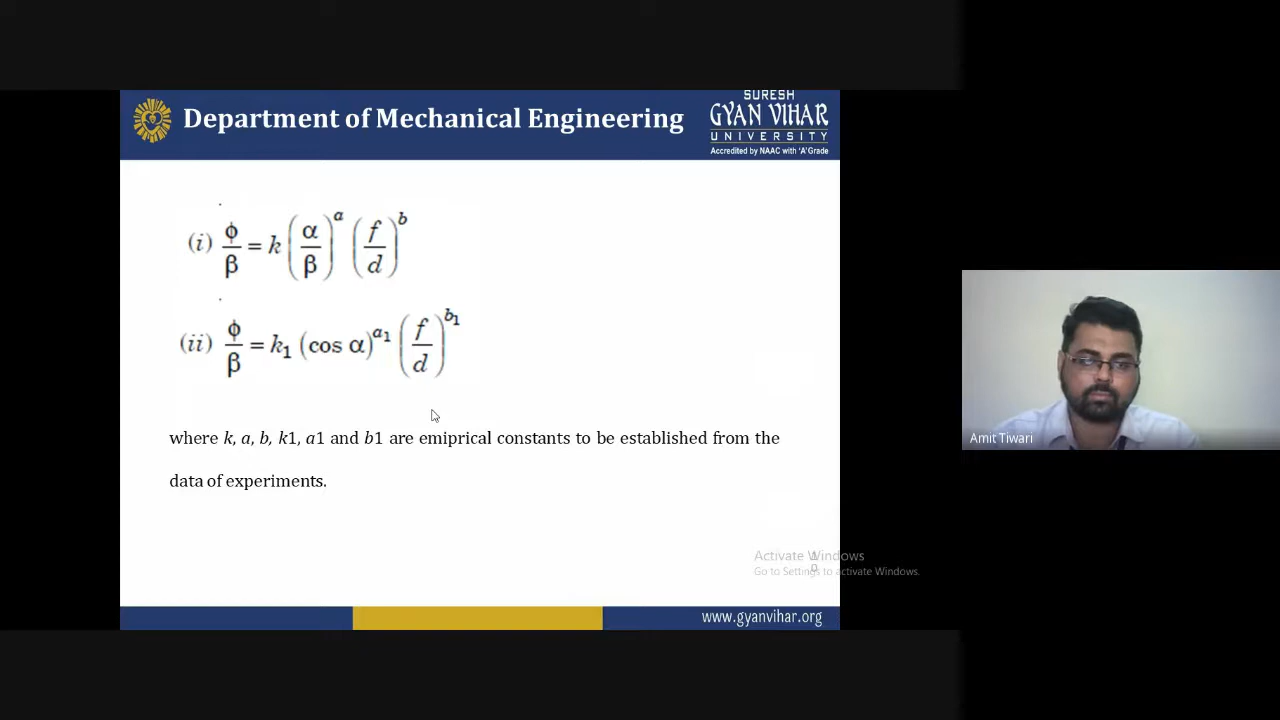 Department of Mechanical Engineering
SURESH
GYAN VIHAR
UNIVERSITY
Accredited by NAAC with 'A' Grade
(i) ϕ/β = k (α/β)^a (f/d)^b
(ii) ϕ/β = k₁ (cos α)^a₁ (f/d)^b₁
where k, a, b, k1, a1 and b1 are emiprical constants to be established from the
data of experiments.
Amit Tiwari
Activate Windows
Go to Settings to activate Windows.
www.gyanvihar.org